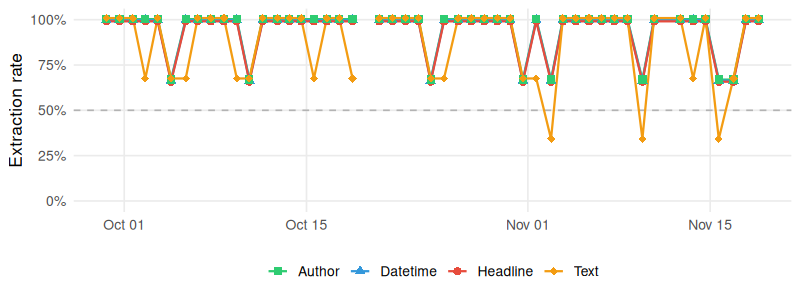 100%
75%
50%
25%
0%
Extraction rate
Oct 01 Oct 15 Nov 01 Nov 15
Author Datetime Headline Text